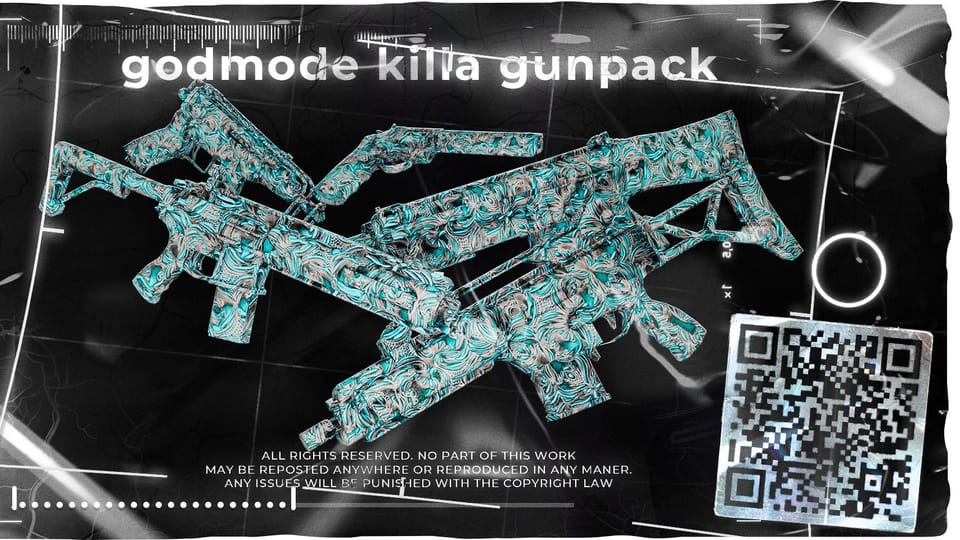 godmode killa gunpack
ALL RIGHTS RESERVED. NO PART OF THIS WORK
MAY BE REPOSTED ANYWHERE OR REPRODUCED IN ANY MANER.
ANY ISSUES WILL BE PUNISHED WITH THE COPYRIGHT LAW